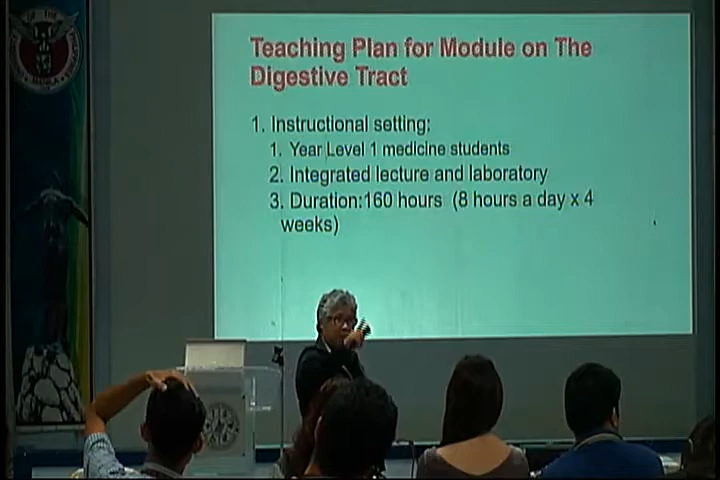 Teaching Plan for Module on The
Digestive Tract
1. Instructional setting:
1. Year Level 1 medicine students
2. Integrated lecture and laboratory
3. Duration:160 hours (8 hours a day x 4
weeks)